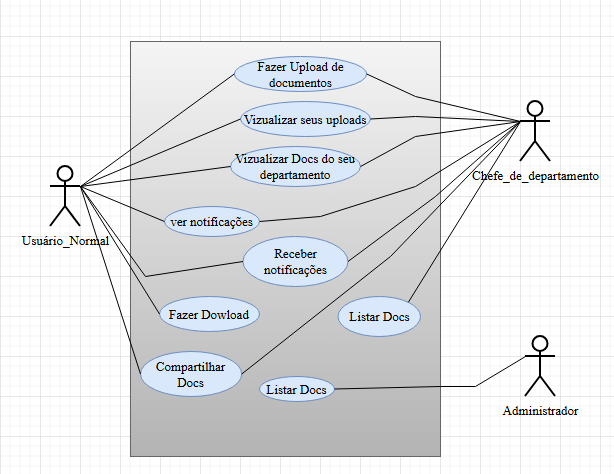 Fazer Upload de
documentos
Vizualizar seus uploads
Vizualizar Docs do seu
departamento
Chefe_de_departamento
ver notificações
Usuário_Normal
Receber
notificações
Fazer Dowload
Listar Docs
Compartilhar
Docs
Listar Docs
Administrador